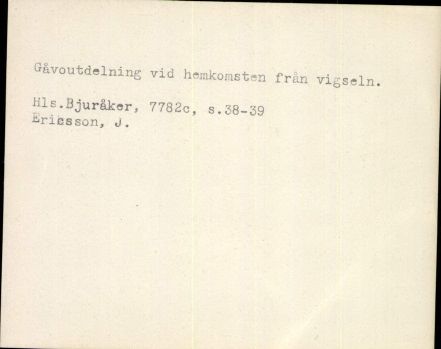 Gåvoutdelning vid hemkomsten från vigseln.
Hls.Bjuråker, 7782c, s.38-39
Ericsson, J.